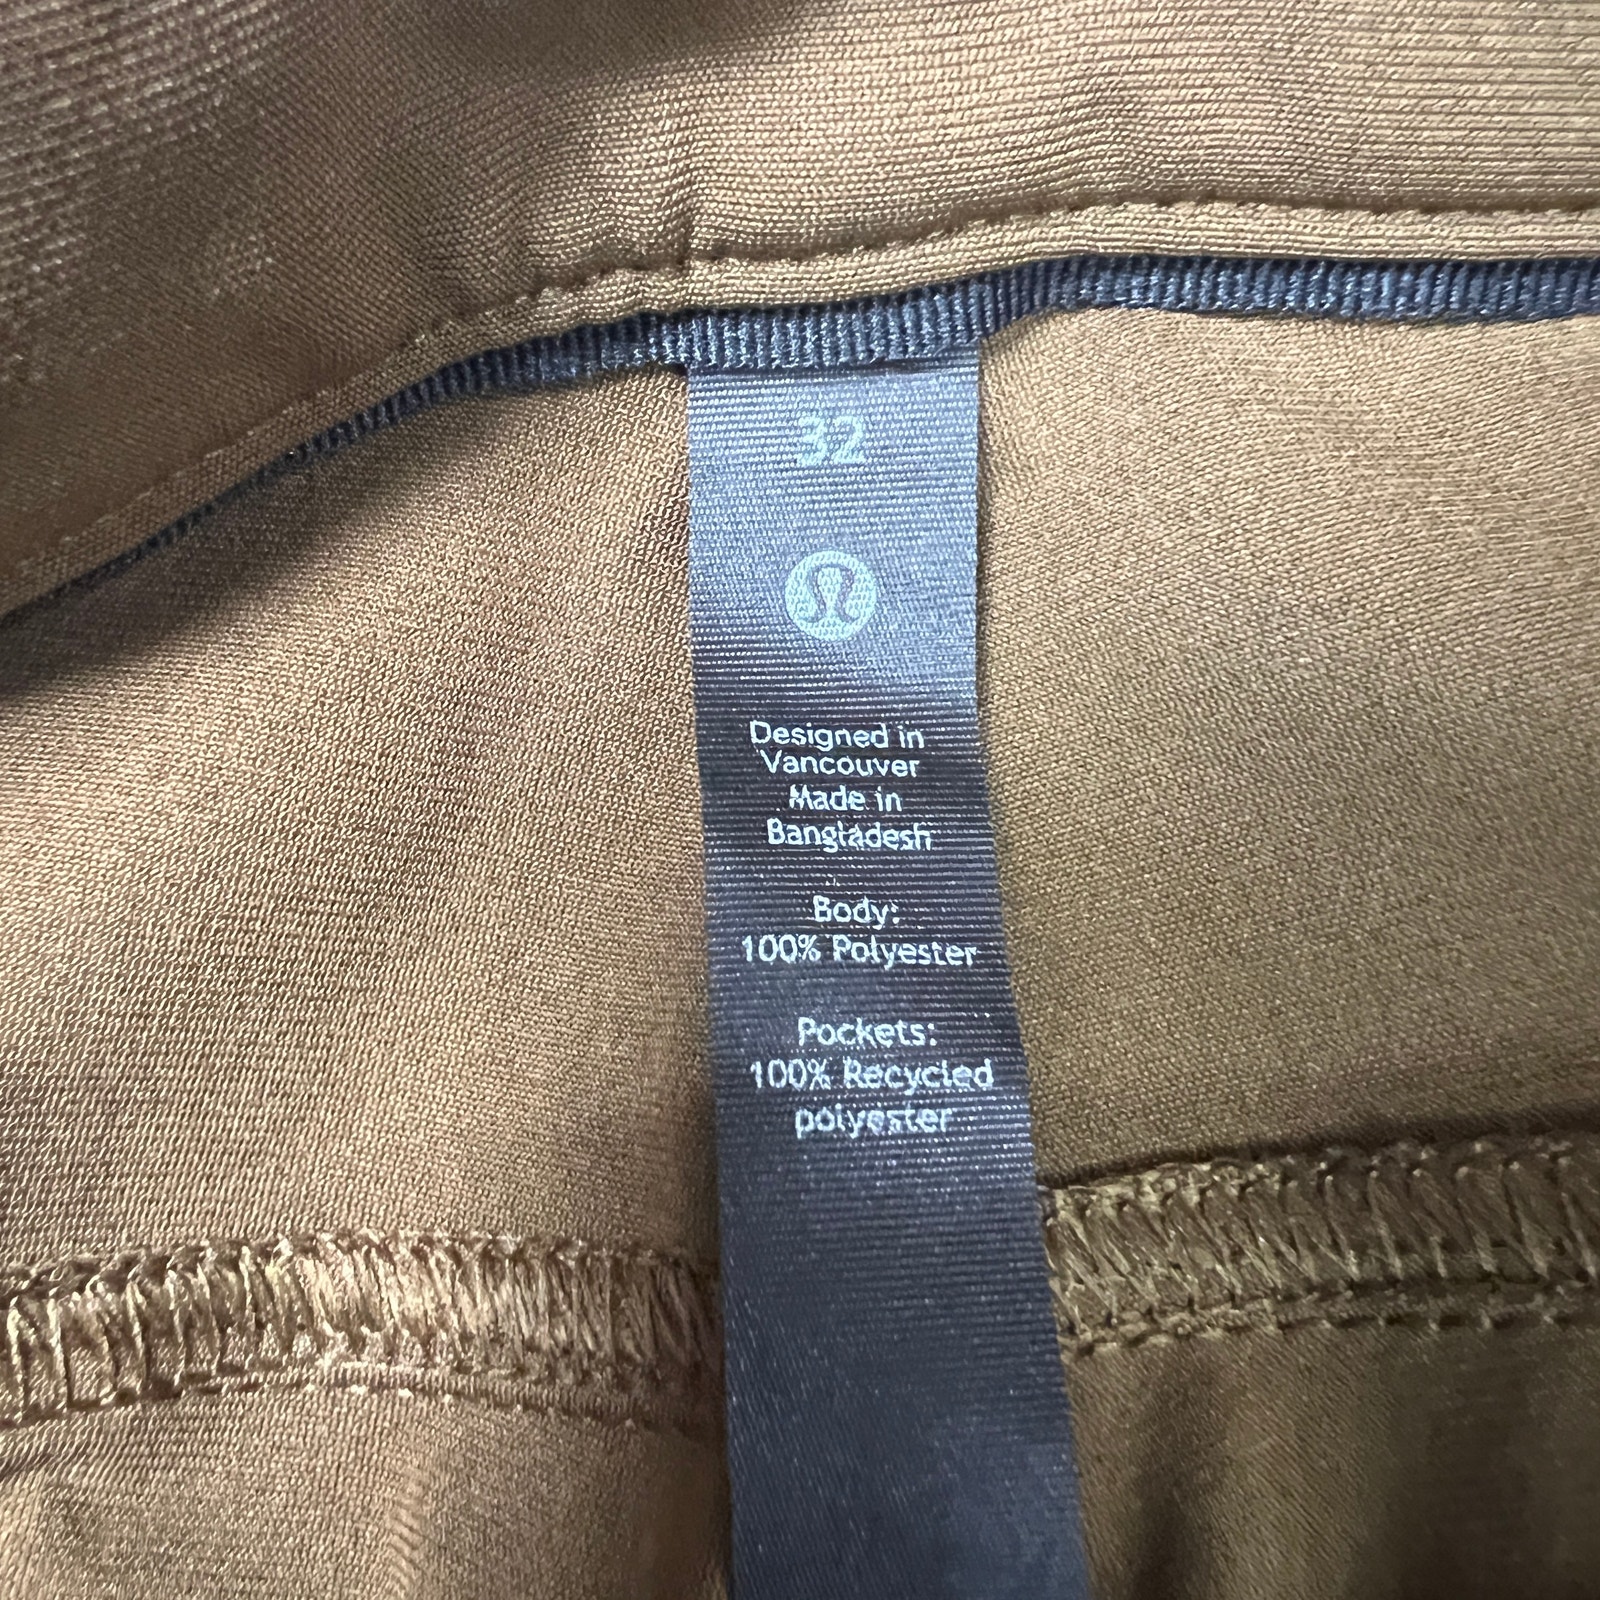 32
Designed in
Vancouver
Made in
Bangladesh
Body:
100% Polyester
Pockets:
100% Recycled
polyester